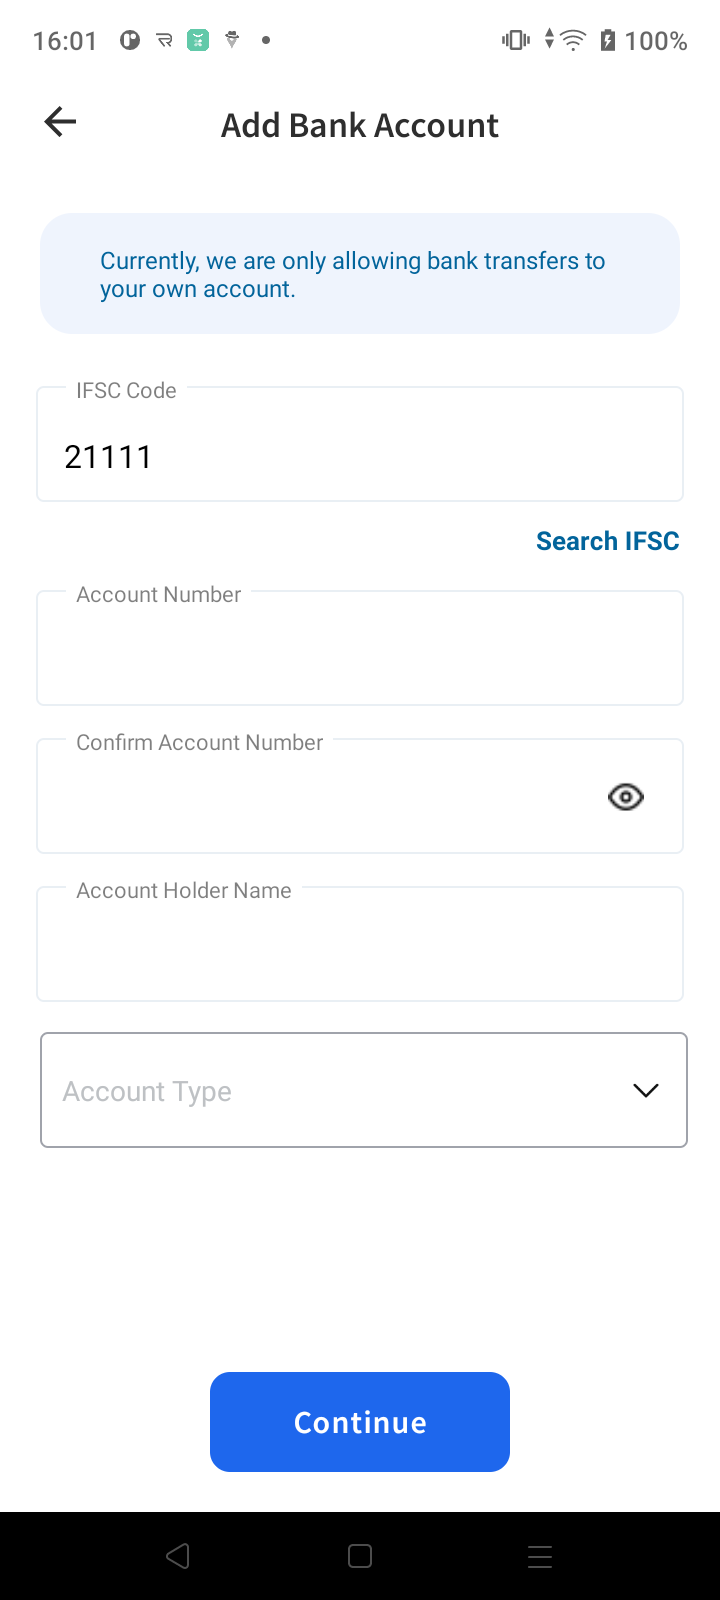 16:01
100%
Add Bank Account
Currently, we are only allowing bank transfers to
your own account.
IFSC Code
21111
Search IFSC
Account Number
Confirm Account Number
Account Holder Name
Account Type
Continue